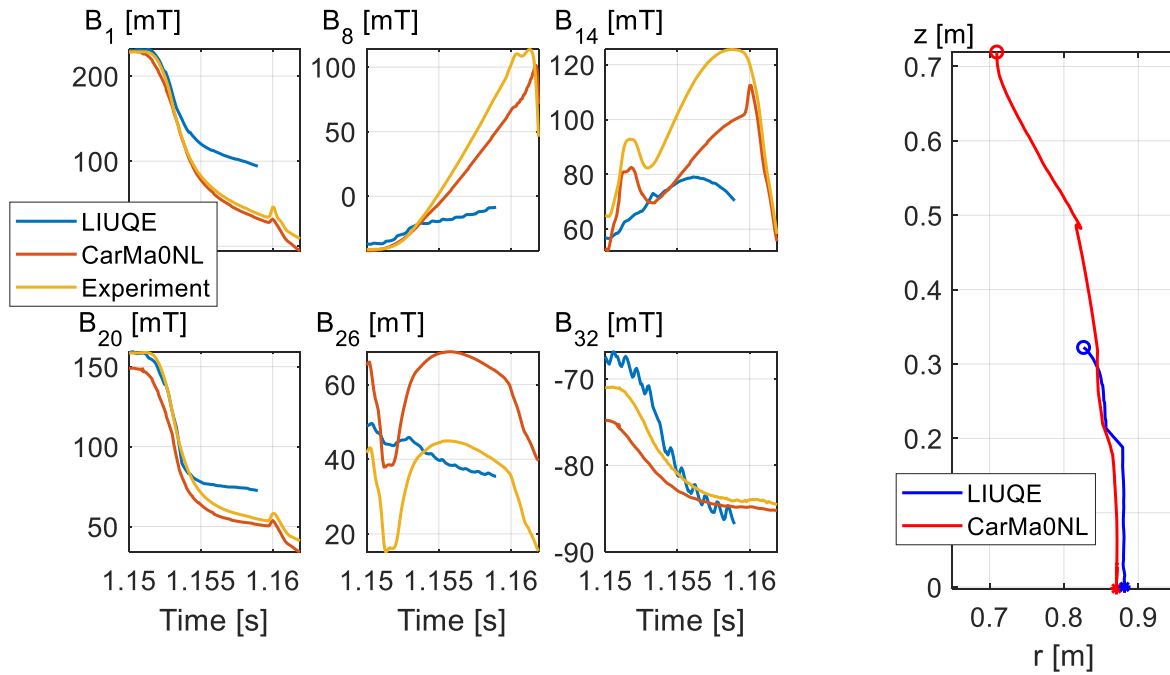 B1 [mT]
B8 [mT]
B14 [mT]
z [m]
200
100
100
50
0
120
100
80
60
LIUQE
CarMa0NL
Experiment
B20 [mT]
B26 [mT]
B32 [mT]
150
100
50
60
40
20
-70
-80
-90
1.15 1.155 1.16
1.15 1.155 1.16
1.15 1.155 1.16
Time [s]
Time [s]
Time [s]
0.7
0.6
0.5
0.4
0.3
0.2
0
LIUQE
CarMa0NL
0.7 0.8 0.9
r [m]